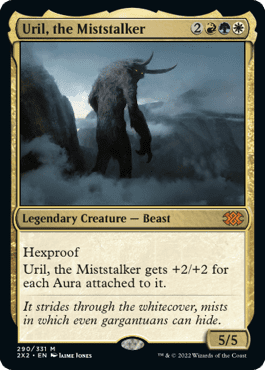 Uril, the Miststalker 2
Legendary Creature — Beast
Hexproof
Uril, the Miststalker gets +2/+2 for
each Aura attached to it.
It strides through the whitecover, mists
in which even gargantuans can hide.
5/5
290/331 M
2X2 • EN Jaime Jones
™ & © 2022 Wizards of the Coast